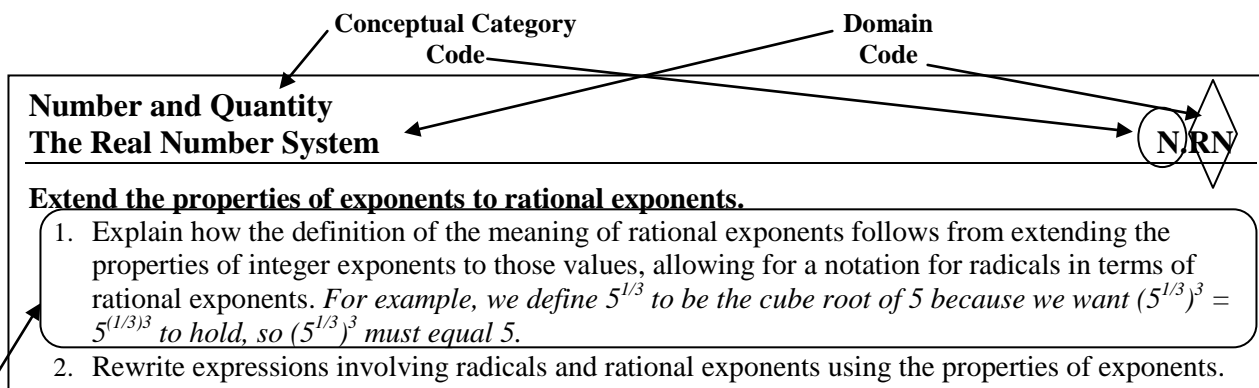 Conceptual Category Domain
Code Code
Number and Quantity
The Real Number System N.RN
Extend the properties of exponents to rational exponents.
1. Explain how the definition of the meaning of rational exponents follows from extending the
properties of integer exponents to those values, allowing for a notation for radicals in terms of
rational exponents. For example, we define 5^{1/3} to be the cube root of 5 because we want (5^{1/3})^3 =
5^{(1/3)3} to hold, so (5^{1/3})^3 must equal 5.
2. Rewrite expressions involving radicals and rational exponents using the properties of exponents.